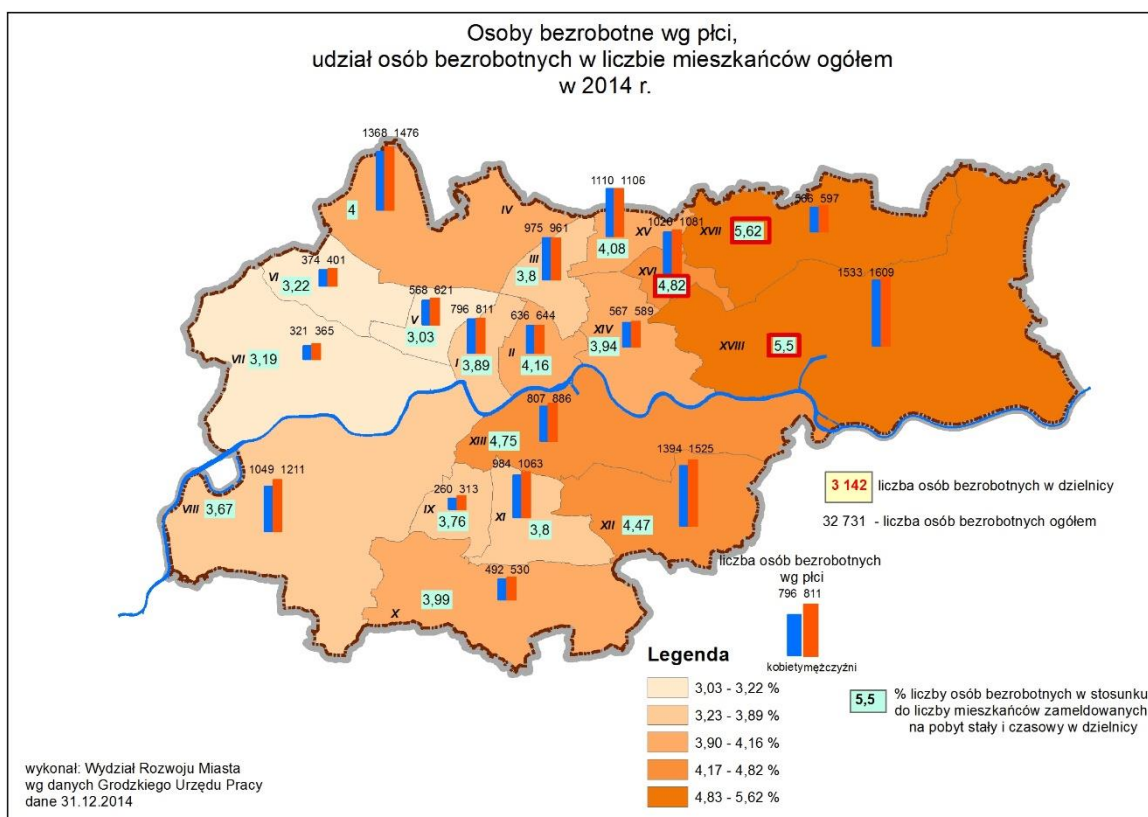 Osoby bezrobotne wg płci,
udział osób bezrobotnych w liczbie mieszkańców ogółem
w 2014 r.
1368 1476
4
IV
1110 1106
XV
4,08
1081
XVI
4,82
597
XVII
5,62
975 961
III
3,8
374 401
VI
3,22
568 621
V
3,03
796 811
I
3,89
636 644
II
4,16
567 589
XIV
3,94
1533 1609
XVIII
5,5
321 365
VII
3,19
807 886
XIII
4,75
1049 1211
VIII
3,67
260 313
IX
3,76
984 1063
XI
3,8
1394 1525
XII
4,47
492 530
X
3,99
3 142
liczba osób bezrobotnych w dzielnicy
32 731 - liczba osób bezrobotnych ogółem
liczba osób bezrobotnych
wg płci
796 811
kobiety mężczyźni
Legenda
3,03 - 3,22 %
3,23 - 3,89 %
3,90 - 4,16 %
4,17 - 4,82 %
4,83 - 5,62 %
5,5
% liczby osób bezrobotnych w stosunku
do liczby mieszkańców zameldowanych
na pobyt stały i czasowy w dzielnicy
wykonał: Wydział Rozwoju Miasta
wg danych Grodzkiego Urzędu Pracy
dane 31.12.2014